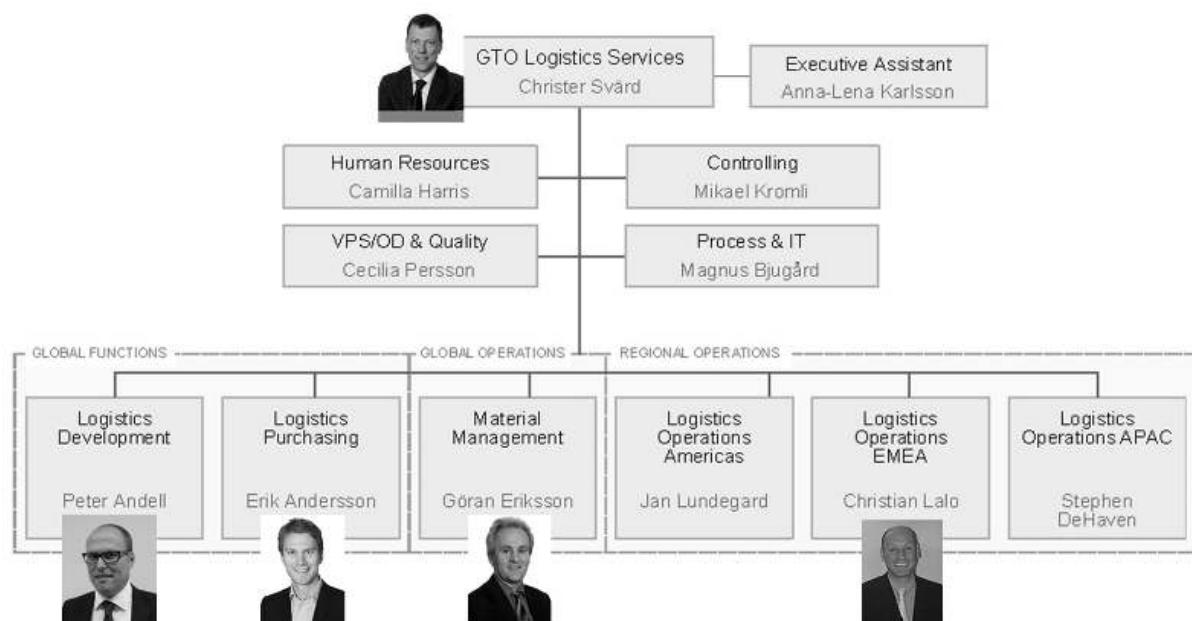 GTO Logistics Services
Christer Svärd
Executive Assistant
Anna-Lena Karlsson
Human Resources
Camilla Harris
Controlling
Mikael Kromli
VPS/OD & Quality
Cecilia Persson
Process & IT
Magnus Bjugård
GLOBAL FUNCTIONS
GLOBAL OPERATIONS
REGIONAL OPERATIONS
Logistics
Development
Peter Andell
Logistics
Purchasing
Erik Andersson
Material
Management
Göran Eriksson
Logistics
Operations
Americas
Jan Lundegard
Logistics
Operations
EMEA
Christian Lalo
Logistics
Operations APAC
Stephen
DeHaven